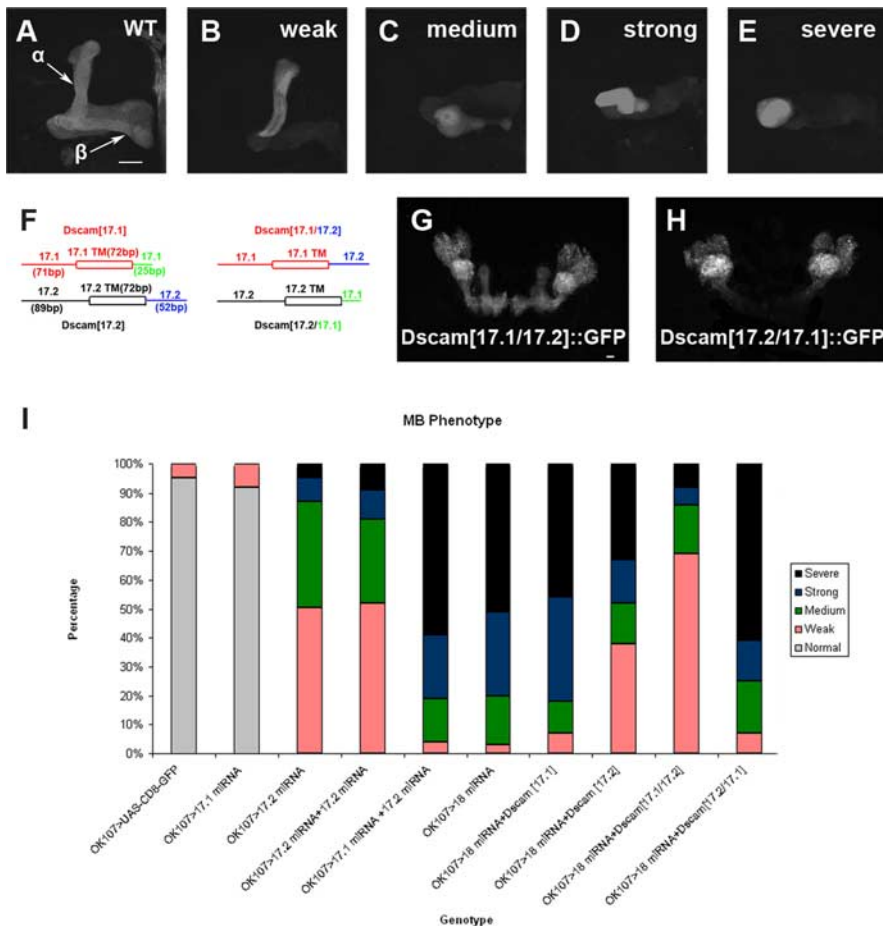 A WT
α
β
B weak
C medium
D strong
E severe
F
Dscam[17.1]
17.1 17.1 TM(72bp) 17.1
(71bp) (25bp)
17.2 17.2 TM(72bp) 17.2
(89bp) (52bp)
Dscam[17.2]
Dscam[17.1/17.2]
17.1 17.1 TM 17.2
17.2 17.2 TM 17.1
Dscam[17.2/17.1]
G
Dscam[17.1/17.2]::GFP
H
Dscam[17.2/17.1]::GFP
I
MB Phenotype
100%
90%
80%
70%
60%
50%
40%
30%
20%
10%
0%
Percentage
Severe
Strong
Medium
Weak
Normal
OK107>UAS-CD8-GFP
OK107>17.1 miRNA
OK107>17.2 miRNA
OK107>17.2 miRNA+17.2 miRNA
OK107>17.1 miRNA +17.2 miRNA
OK107>18 miRNA
OK107>18 miRNA+Dscam [17.1]
OK107>18 miRNA+Dscam [17.2]
OK107>18 miRNA+Dscam[17.1/17.2]
OK107>18 miRNA+Dscam[17.2/17.1]
Genotype